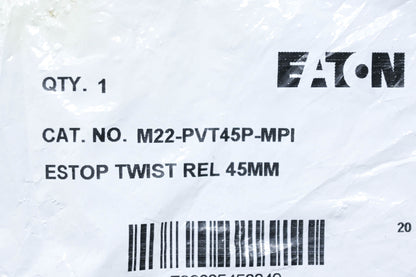 EATON
QTY. 1
CAT. NO. M22-PVT45P-MPI
ESTOP TWIST REL 45MM
20